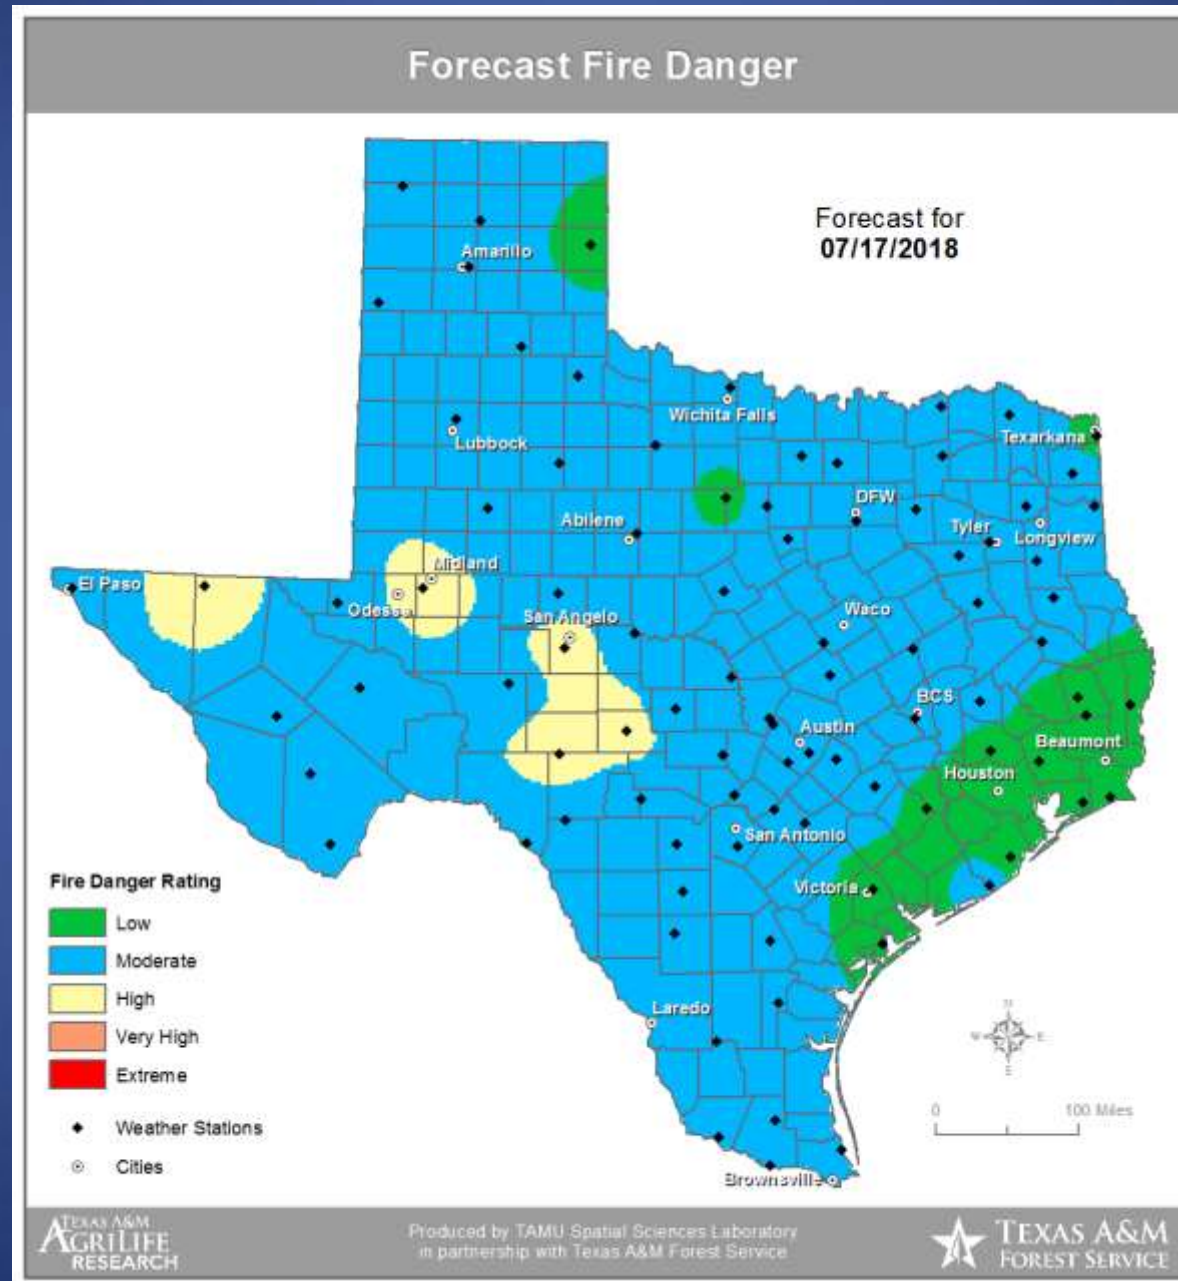 Forecast Fire Danger
Forecast for
07/17/2018
Amarillo
Wichita Falls
Lubbock
Texarkana
DFW
Abilene
Tyler
Longview
Midland
El Paso
Odessa
San Angelo
Waco
BCS
Austin
Beaumont
Houston
San Antonio
Victoria
Laredo
Brownsville
Fire Danger Rating
Low
Moderate
High
Very High
Extreme
Weather Stations
Cities
N
W E
S
0 100 Miles
TEXAS A&M
AGRILIFE
RESEARCH
Produced by TAMU Spatial Sciences Laboratory
in partnership with Texas A&M Forest Service
TEXAS A&M
FOREST SERVICE